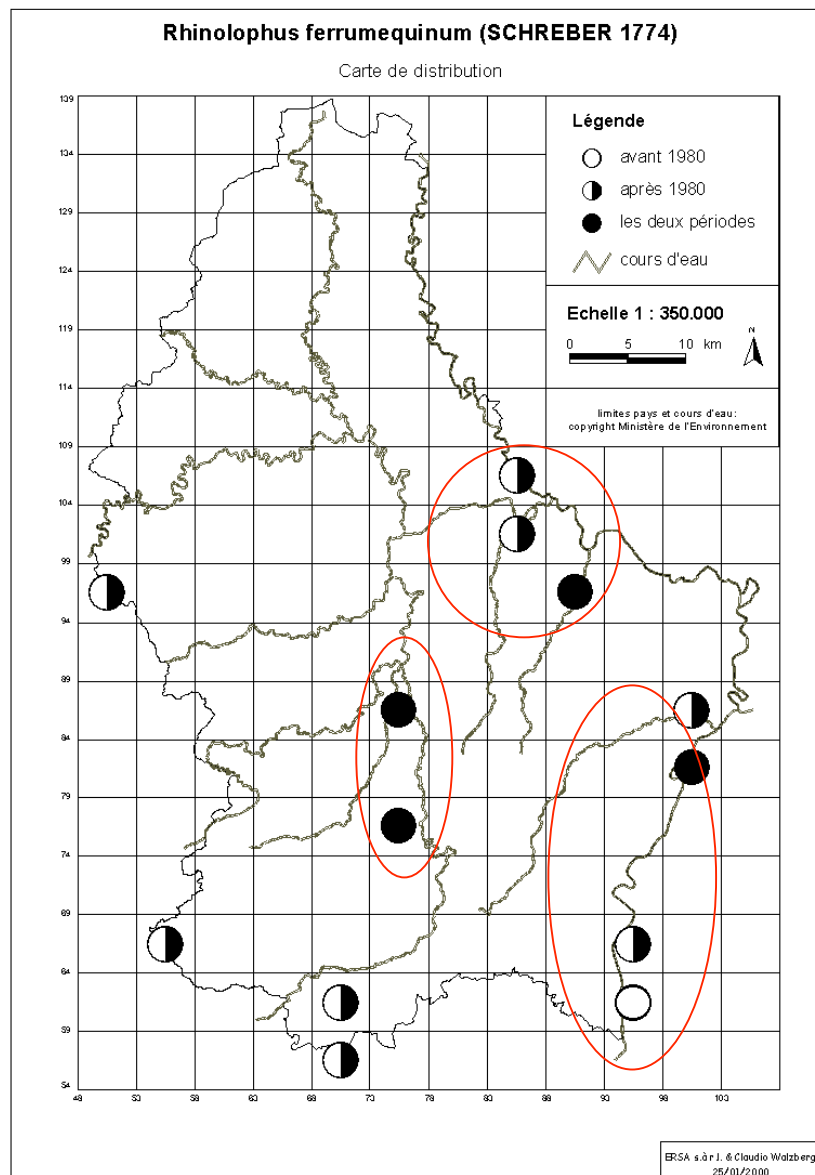 Rhinolophus ferrumequinum (SCHREBER 1774)
Carte de distribution
Légende
avant 1980
après 1980
les deux périodes
cours d'eau
Echelle 1 : 350.000
0 5 10 km
N
limites pays et cours d'eau:
copyright Ministère de l'Environnement
139
134
129
124
119
114
109
104
99
94
89
84
79
74
69
64
59
54
48 53 58 63 68 73 78 83 88 93 98 103
ERSA s.à r.l. & Claudio Walzberg
25/01/2000